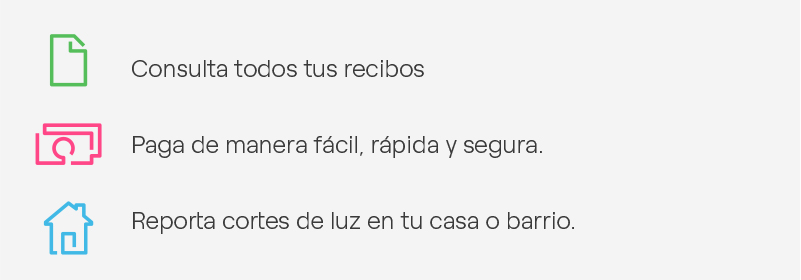 Consulta todos tus recibos
Paga de manera fácil, rápida y segura.
Reporta cortes de luz en tu casa o barrio.